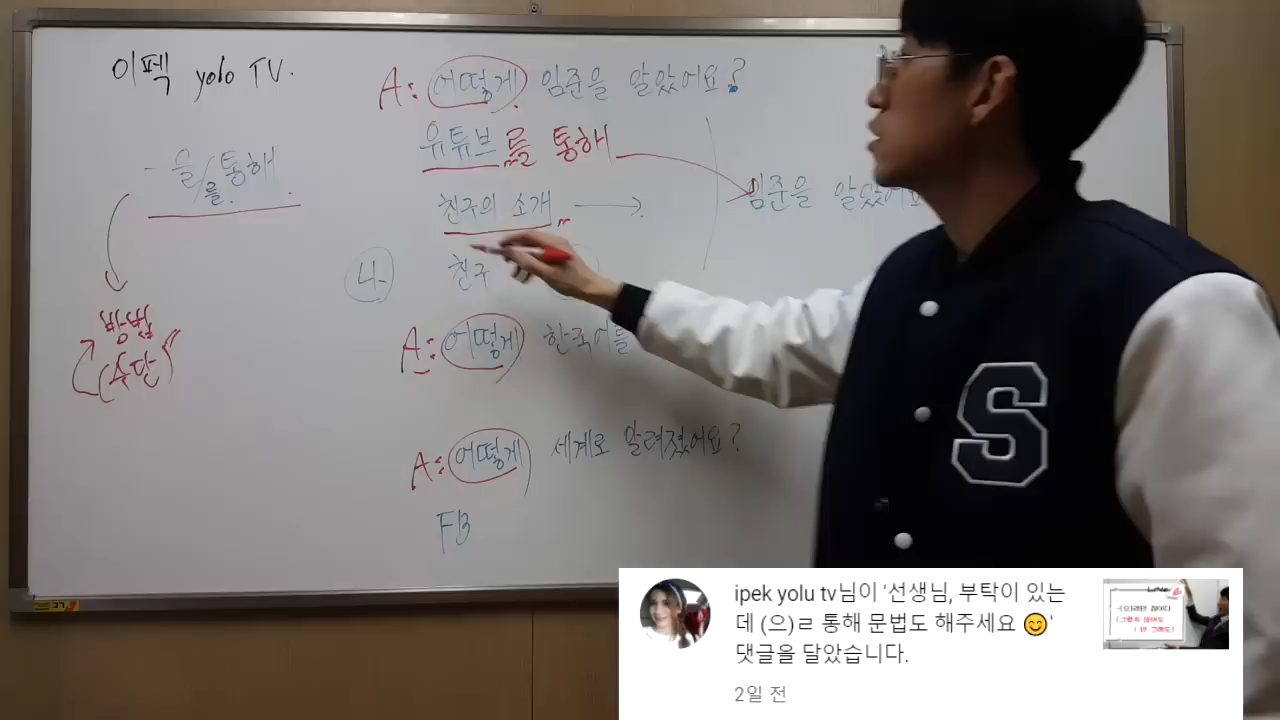 이펙 yolo TV.
- 을/를 통해.
방법
(수단)
A: 어떻게 임준을 알았어요?
유튜브를 통해
임준을 알았어요
친구의 소개
나
친구
A: 어떻게 한국어를
A: 어떻게 세계로 알려졌어요?
FB
S
ipek yolu tv님이 '선생님, 부탁이 있는
데 (으)ㄹ 통해 문법도 해주세요 😊'
댓글을 달았습니다.
2일 전